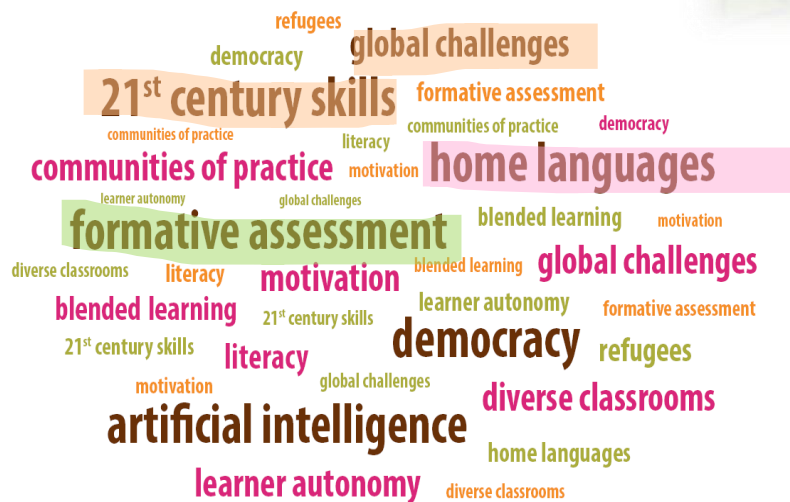 refugees
global challenges
democracy
21st century skills
formative assessment
communities of practice
democracy
communities of practice
literacy
communities of practice
motivation
home languages
learner autonomy
global challenges
formative assessment
blended learning
motivation
diverse classrooms
literacy
motivation
blended learning
global challenges
blended learning
21st century skills
learner autonomy
formative assessment
21st century skills
literacy
democracy
refugees
motivation
global challenges
diverse classrooms
artificial intelligence
home languages
learner autonomy
diverse classrooms